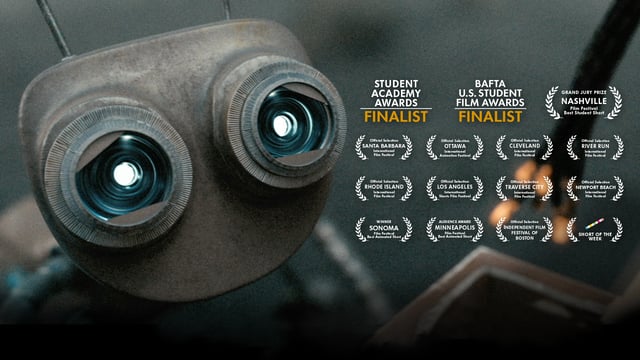 STUDENT
ACADEMY
AWARDS
FINALIST
BAFTA
U.S. STUDENT
FILM AWARDS
FINALIST
GRAND JURY PRIZE
NASHVILLE
Film Festival
Best Student Short
Official Selection
SANTA BARBARA
International
Film Festival
Official Selection
OTTAWA
International
Animation Festival
Official Selection
CLEVELAND
International
Film Festival
Official Selection
RIVER RUN
International
Film Festival
Official Selection
RHODE ISLAND
International
Film Festival
Official Selection
LOS ANGELES
International
Shorts Film Festival
Official Selection
TRAVERSE CITY
International
Film Festival
Official Selection
NEWPORT BEACH
International
Film Festival
WINNER
SONOMA
Film Festival
Best Animated Short
AUDIENCE AWARD
MINNEAPOLIS
Film Festival
Best Animated Short
Official Selection
INDEPENDENT FILM
FESTIVAL OF
BOSTON
SHORT OF THE
WEEK